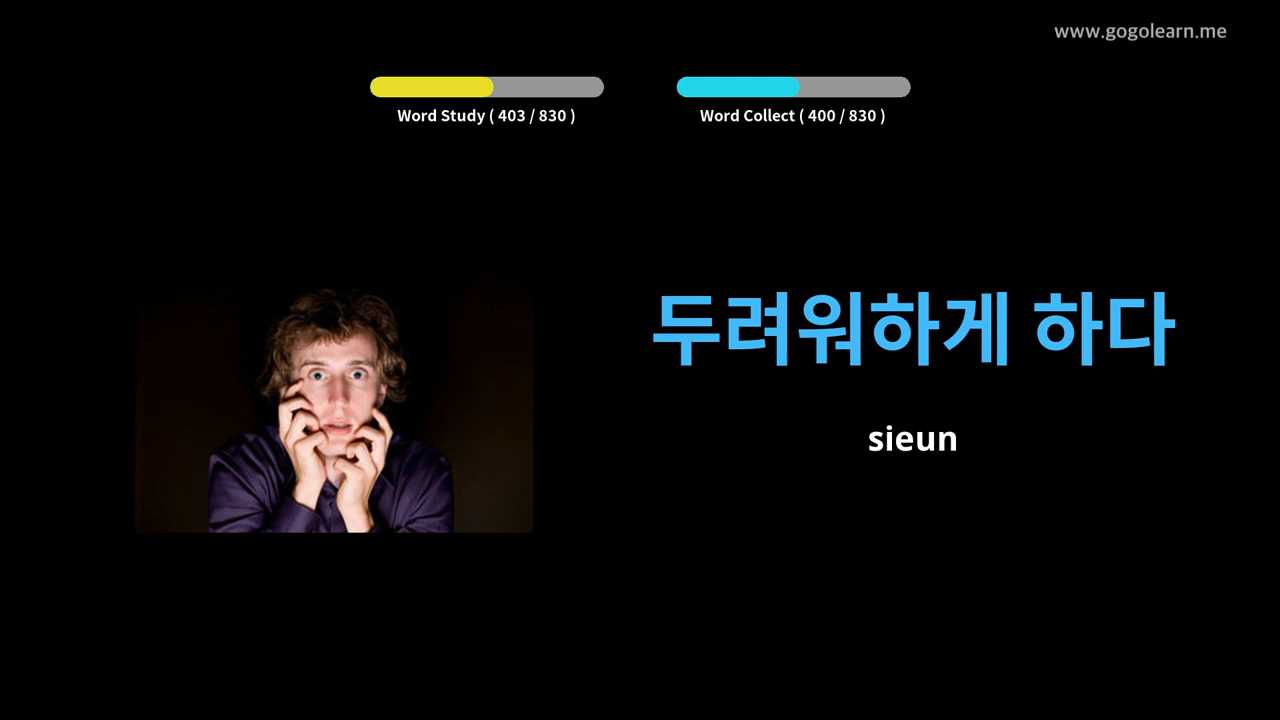 www.gogolearn.me
Word Study ( 403 / 830 )
Word Collect ( 400 / 830 )
두려워하게 하다
sieun